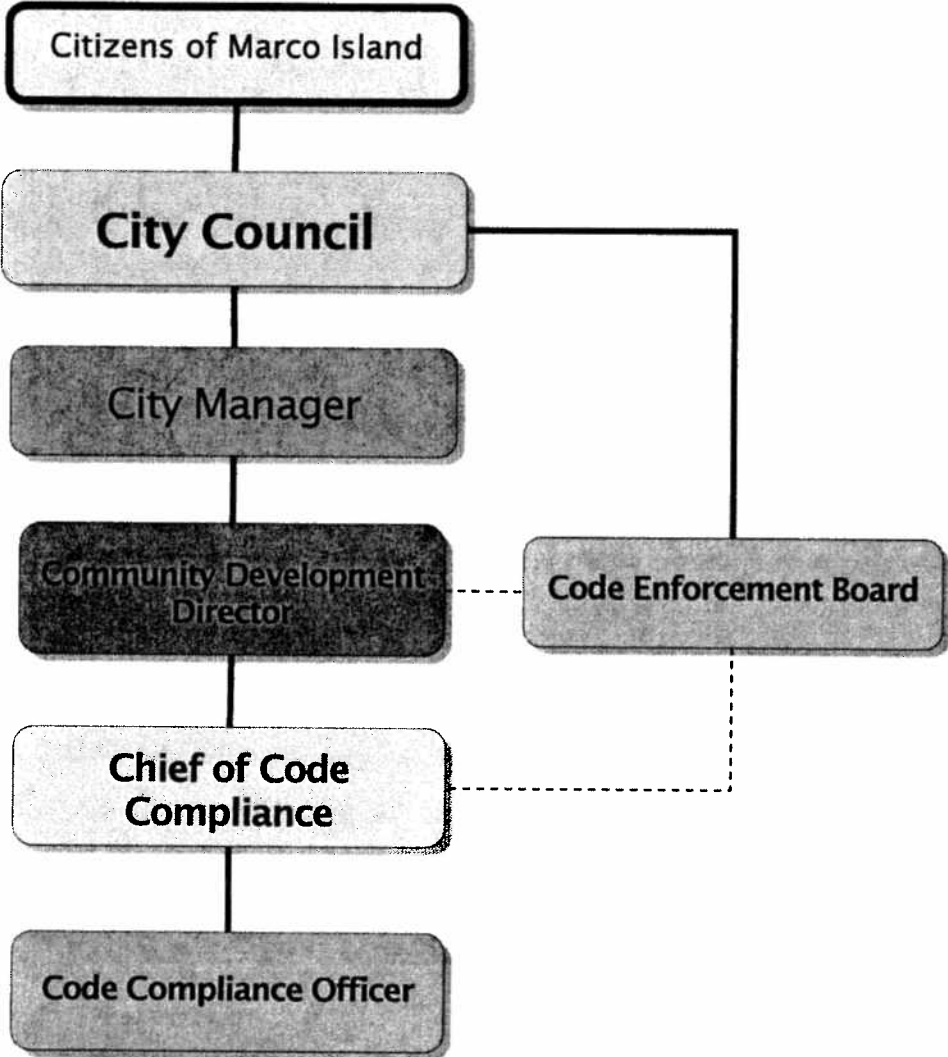 Citizens of Marco Island
City Council
City Manager
Community Development
Director
Code Enforcement Board
Chief of Code
Compliance
Code Compliance Officer